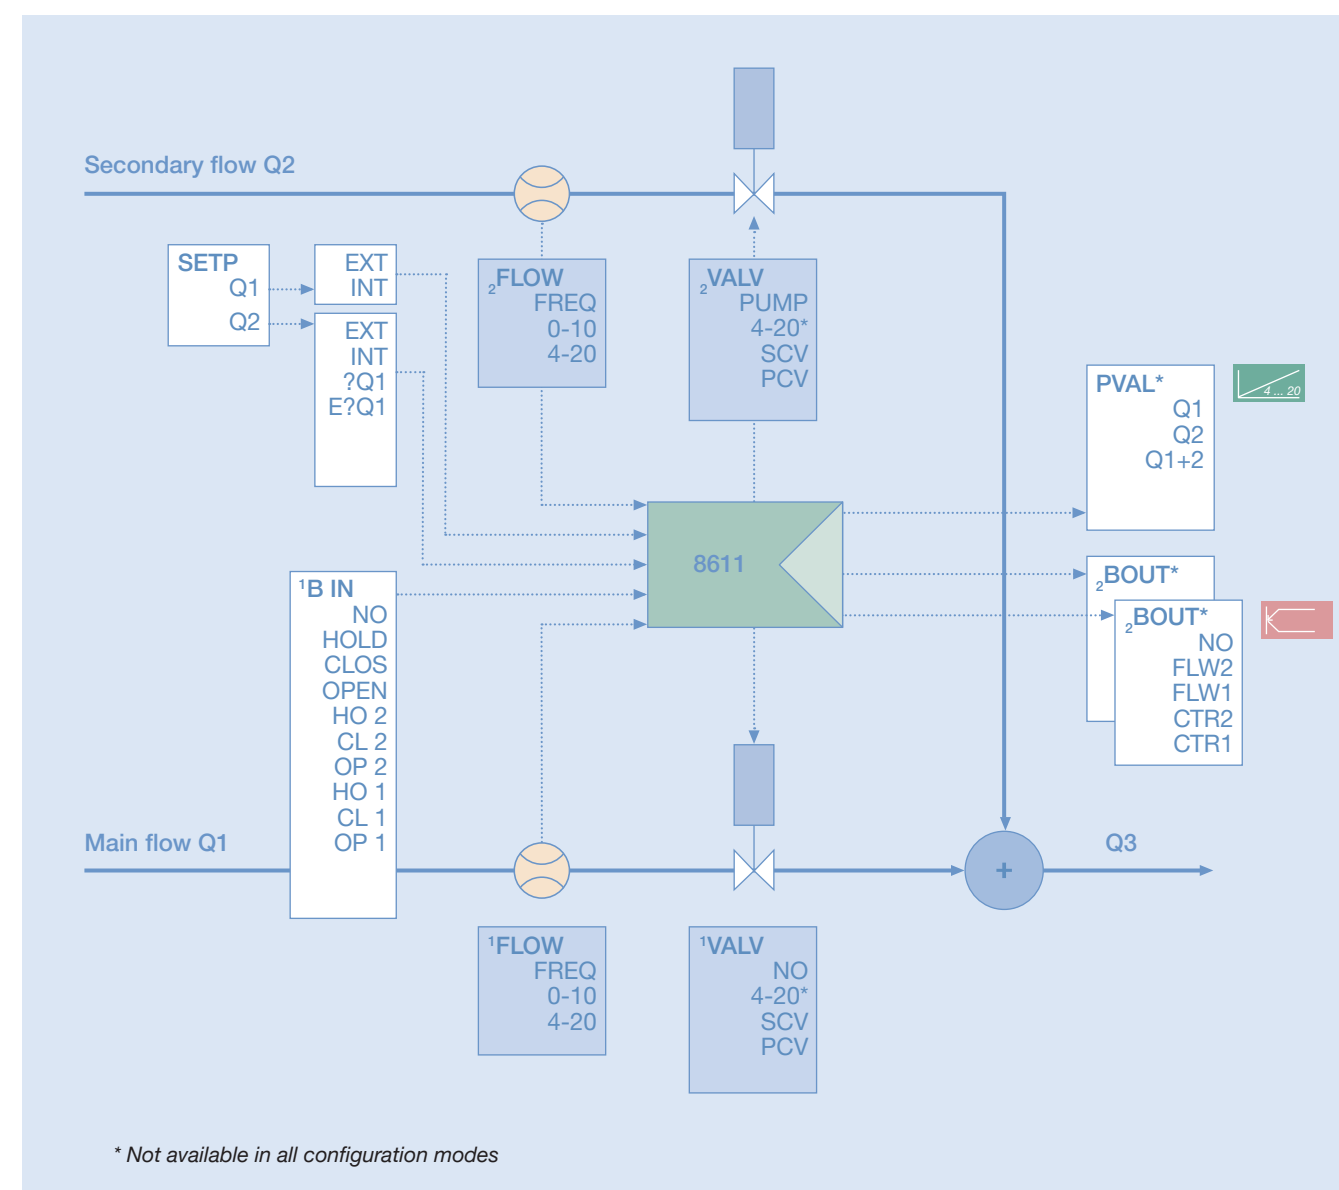 Secondary flow Q2
SETP
Q1
Q2
EXT
INT
EXT
INT
?Q1
E?Q1
2FLOW
FREQ
0-10
4-20
2VALV
PUMP
4-20*
SCV
PCV
PVAL*
Q1
Q2
Q1+2
4 ... 20
8611
2BOUT*
2BOUT*
NO
FLW2
FLW1
CTR2
CTR1
1B IN
NO
HOLD
CLOS
OPEN
HO 2
CL 2
OP 2
HO 1
CL 1
OP 1
Main flow Q1
+
Q3
1FLOW
FREQ
0-10
4-20
1VALV
NO
4-20*
SCV
PCV
* Not available in all configuration modes